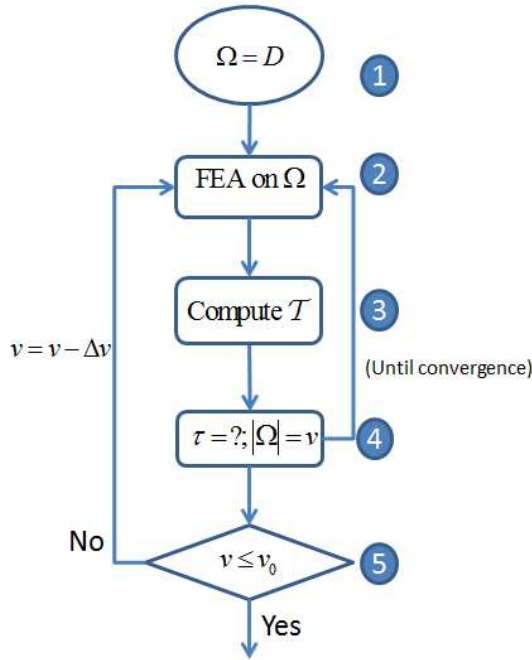 Ω = D
1
FEA on Ω
2
Compute 𝒯
3
v = v − Δv
(Until convergence)
τ = ?; |Ω| = v
4
No
v ≤ v₀
5
Yes